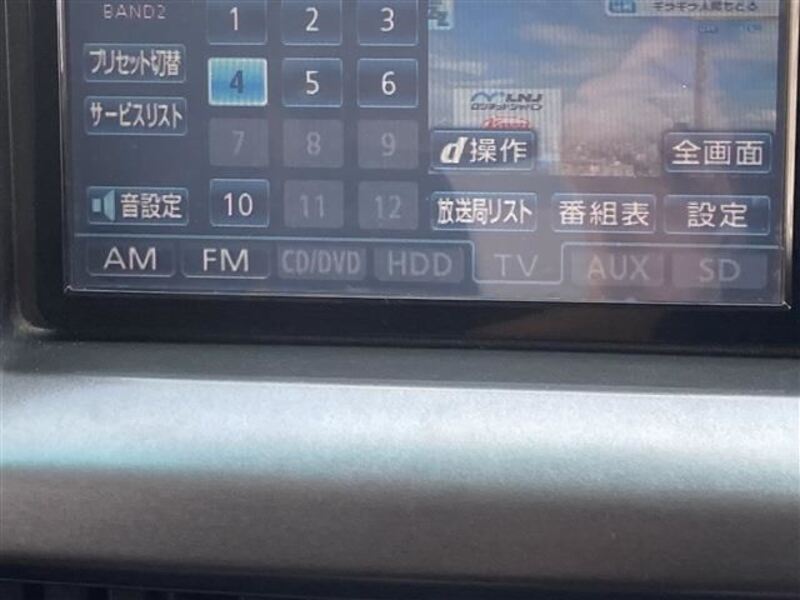 BAND2
1 2 3
プリセット切替
4 5 6
サービスリスト
7 8 9
d操作
全画面
音設定
10 11 12
放送局リスト
番組表
設定
AM FM CD/DVD HDD TV AUX SD
LNJ